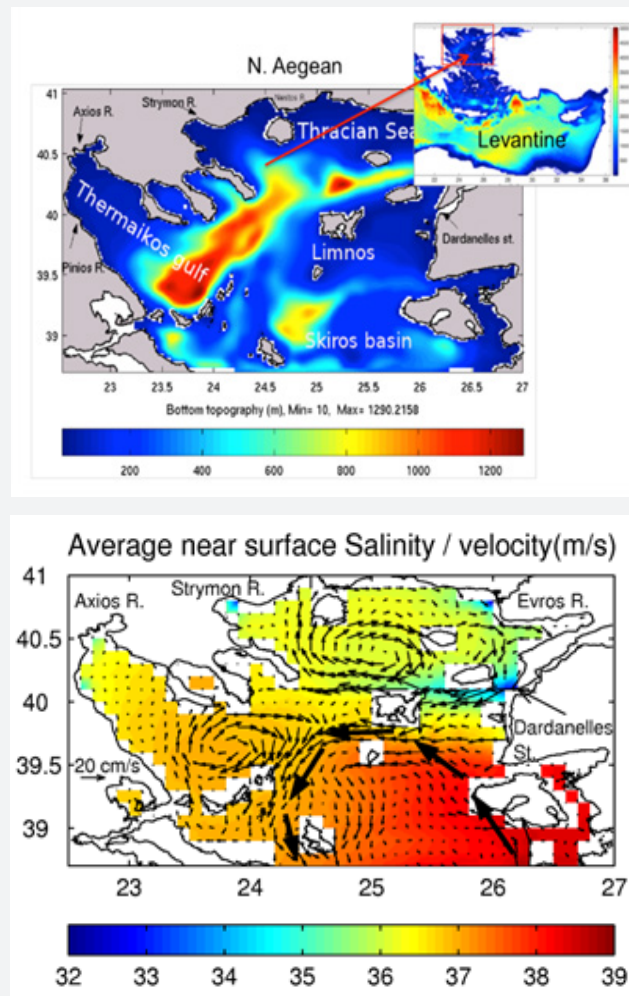 N. Aegean
Levantine
Axios R.
Strymon R.
Nestos R.
Thracian Sea
Thermaikos gulf
Limnos
Dardanelles st.
Pinios R.
Skiros basin
41
40.5
40
39.5
39
23 23.5 24 24.5 25 25.5 26 26.5 27
Bottom topography (m), Min= 10, Max= 1290.2158
200 400 600 800 1000 1200
Average near surface Salinity / velocity(m/s)
Axios R.
Strymon R.
Evros R.
Dardanelles
St.
20 cm/s
41
40.5
40
39.5
39
23 24 25 26 27
32 33 34 35 36 37 38 39